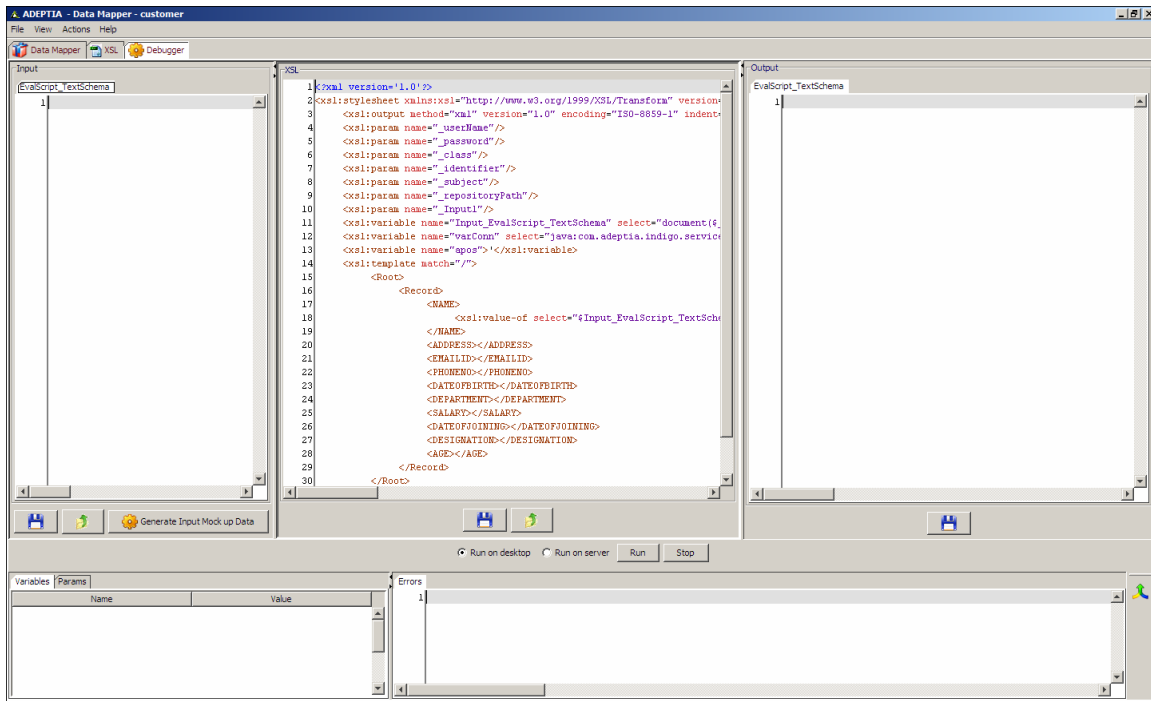 ADEPTIA - Data Mapper - customer
File View Actions Help
Data Mapper XSL Debugger
Input
EvalScript_TextSchema
1
XSL
1 <?xml version='1.0'?>
2 <xsl:stylesheet xmlns:xsl="http://www.w3.org/1999/XSL/Transform" version=
3 <xsl:output method="xml" version="1.0" encoding="ISO-8859-1" indent=
4 <xsl:param name="_userName"/>
5 <xsl:param name="_password"/>
6 <xsl:param name="_class"/>
7 <xsl:param name="_identifier"/>
8 <xsl:param name="_subject"/>
9 <xsl:param name="_repositoryPath"/>
10 <xsl:param name="_Input1"/>
11 <xsl:variable name="Input_EvalScript_TextSchema" select="document($_
12 <xsl:variable name="varConn" select="java:com.adeptia.indigo.service
13 <xsl:variable name="apos">'</xsl:variable>
14 <xsl:template match="/">
15 <Root>
16 <Record>
17 <NAME>
18 <xsl:value-of select="$Input_EvalScript_TextSche
19 </NAME>
20 <ADDRESS></ADDRESS>
21 <EMAILID></EMAILID>
22 <PHONENO></PHONENO>
23 <DATEOFBIRTH></DATEOFBIRTH>
24 <DEPARTMENT></DEPARTMENT>
25 <SALARY></SALARY>
26 <DATEOFJOINING></DATEOFJOINING>
27 <DESIGNATION></DESIGNATION>
28 <AGE></AGE>
29 </Record>
30 </Root>
Output
EvalScript_TextSchema
1
Generate Input Mock up Data
Run on desktop Run on server Run Stop
Variables Params
Name Value
Errors
1